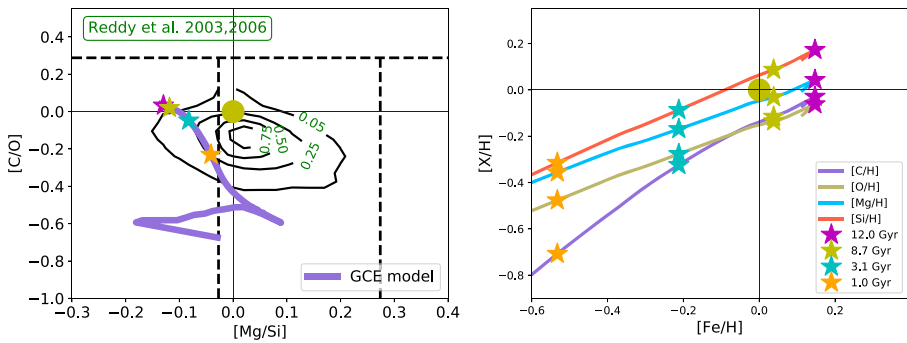 Reddy et al. 2003,2006
0.4
0.2
0.0
−0.2
−0.4
−0.6
−0.8
−1.0
[C/O]
0.05
0.50
0.75
0.25
GCE model
−0.3
−0.2
−0.1
0.0
0.1
0.2
0.3
0.4
[Mg/Si]
0.2
0.0
−0.2
−0.4
−0.6
−0.8
[X/H]
[C/H]
[O/H]
[Mg/H]
[Si/H]
12.0 Gyr
8.7 Gyr
3.1 Gyr
1.0 Gyr
−0.6
−0.4
−0.2
0.0
0.2
[Fe/H]